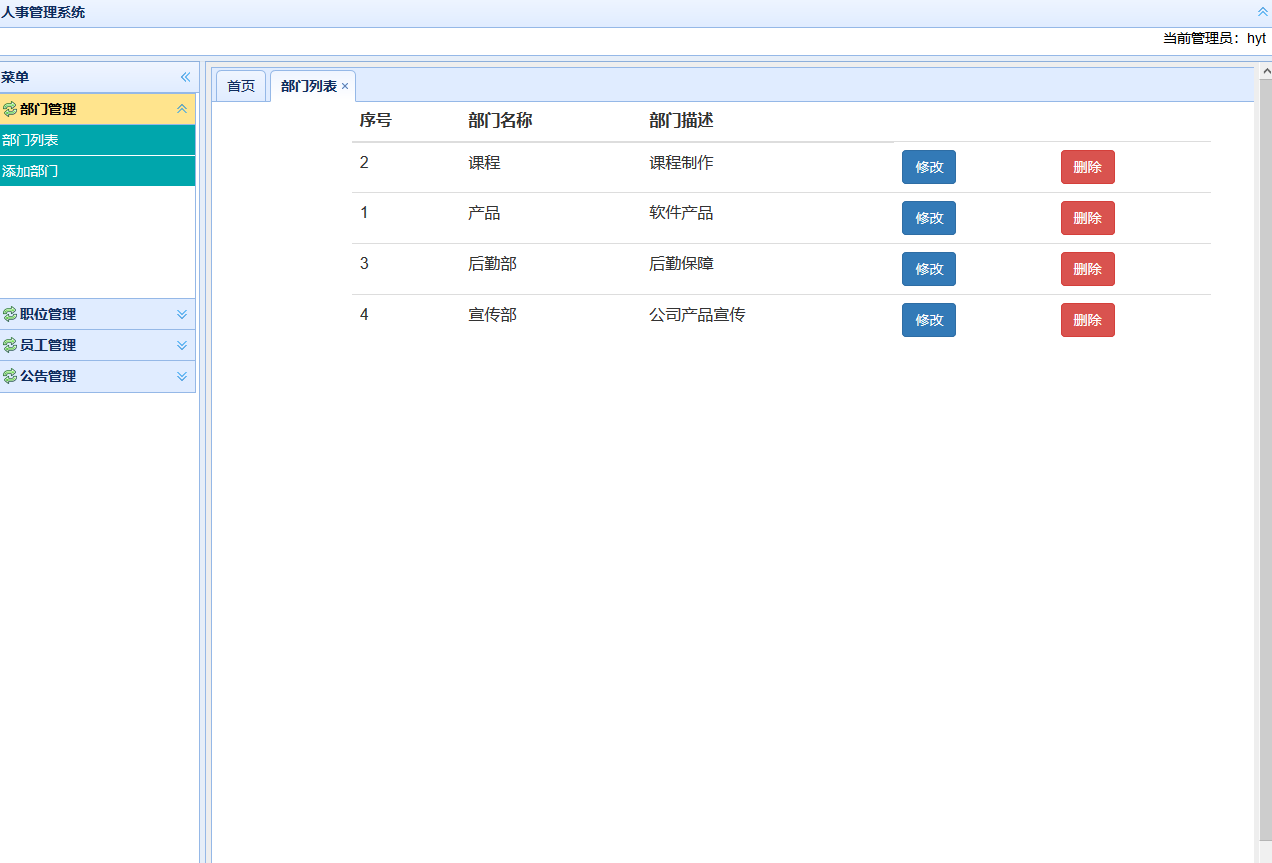 人事管理系统
当前管理员：hyt
菜单
部门管理
部门列表
添加部门
职位管理
员工管理
公告管理
首页 部门列表 ×
序号 部门名称 部门描述
2 课程 课程制作 修改 删除
1 产品 软件产品 修改 删除
3 后勤部 后勤保障 修改 删除
4 宣传部 公司产品宣传 修改 删除